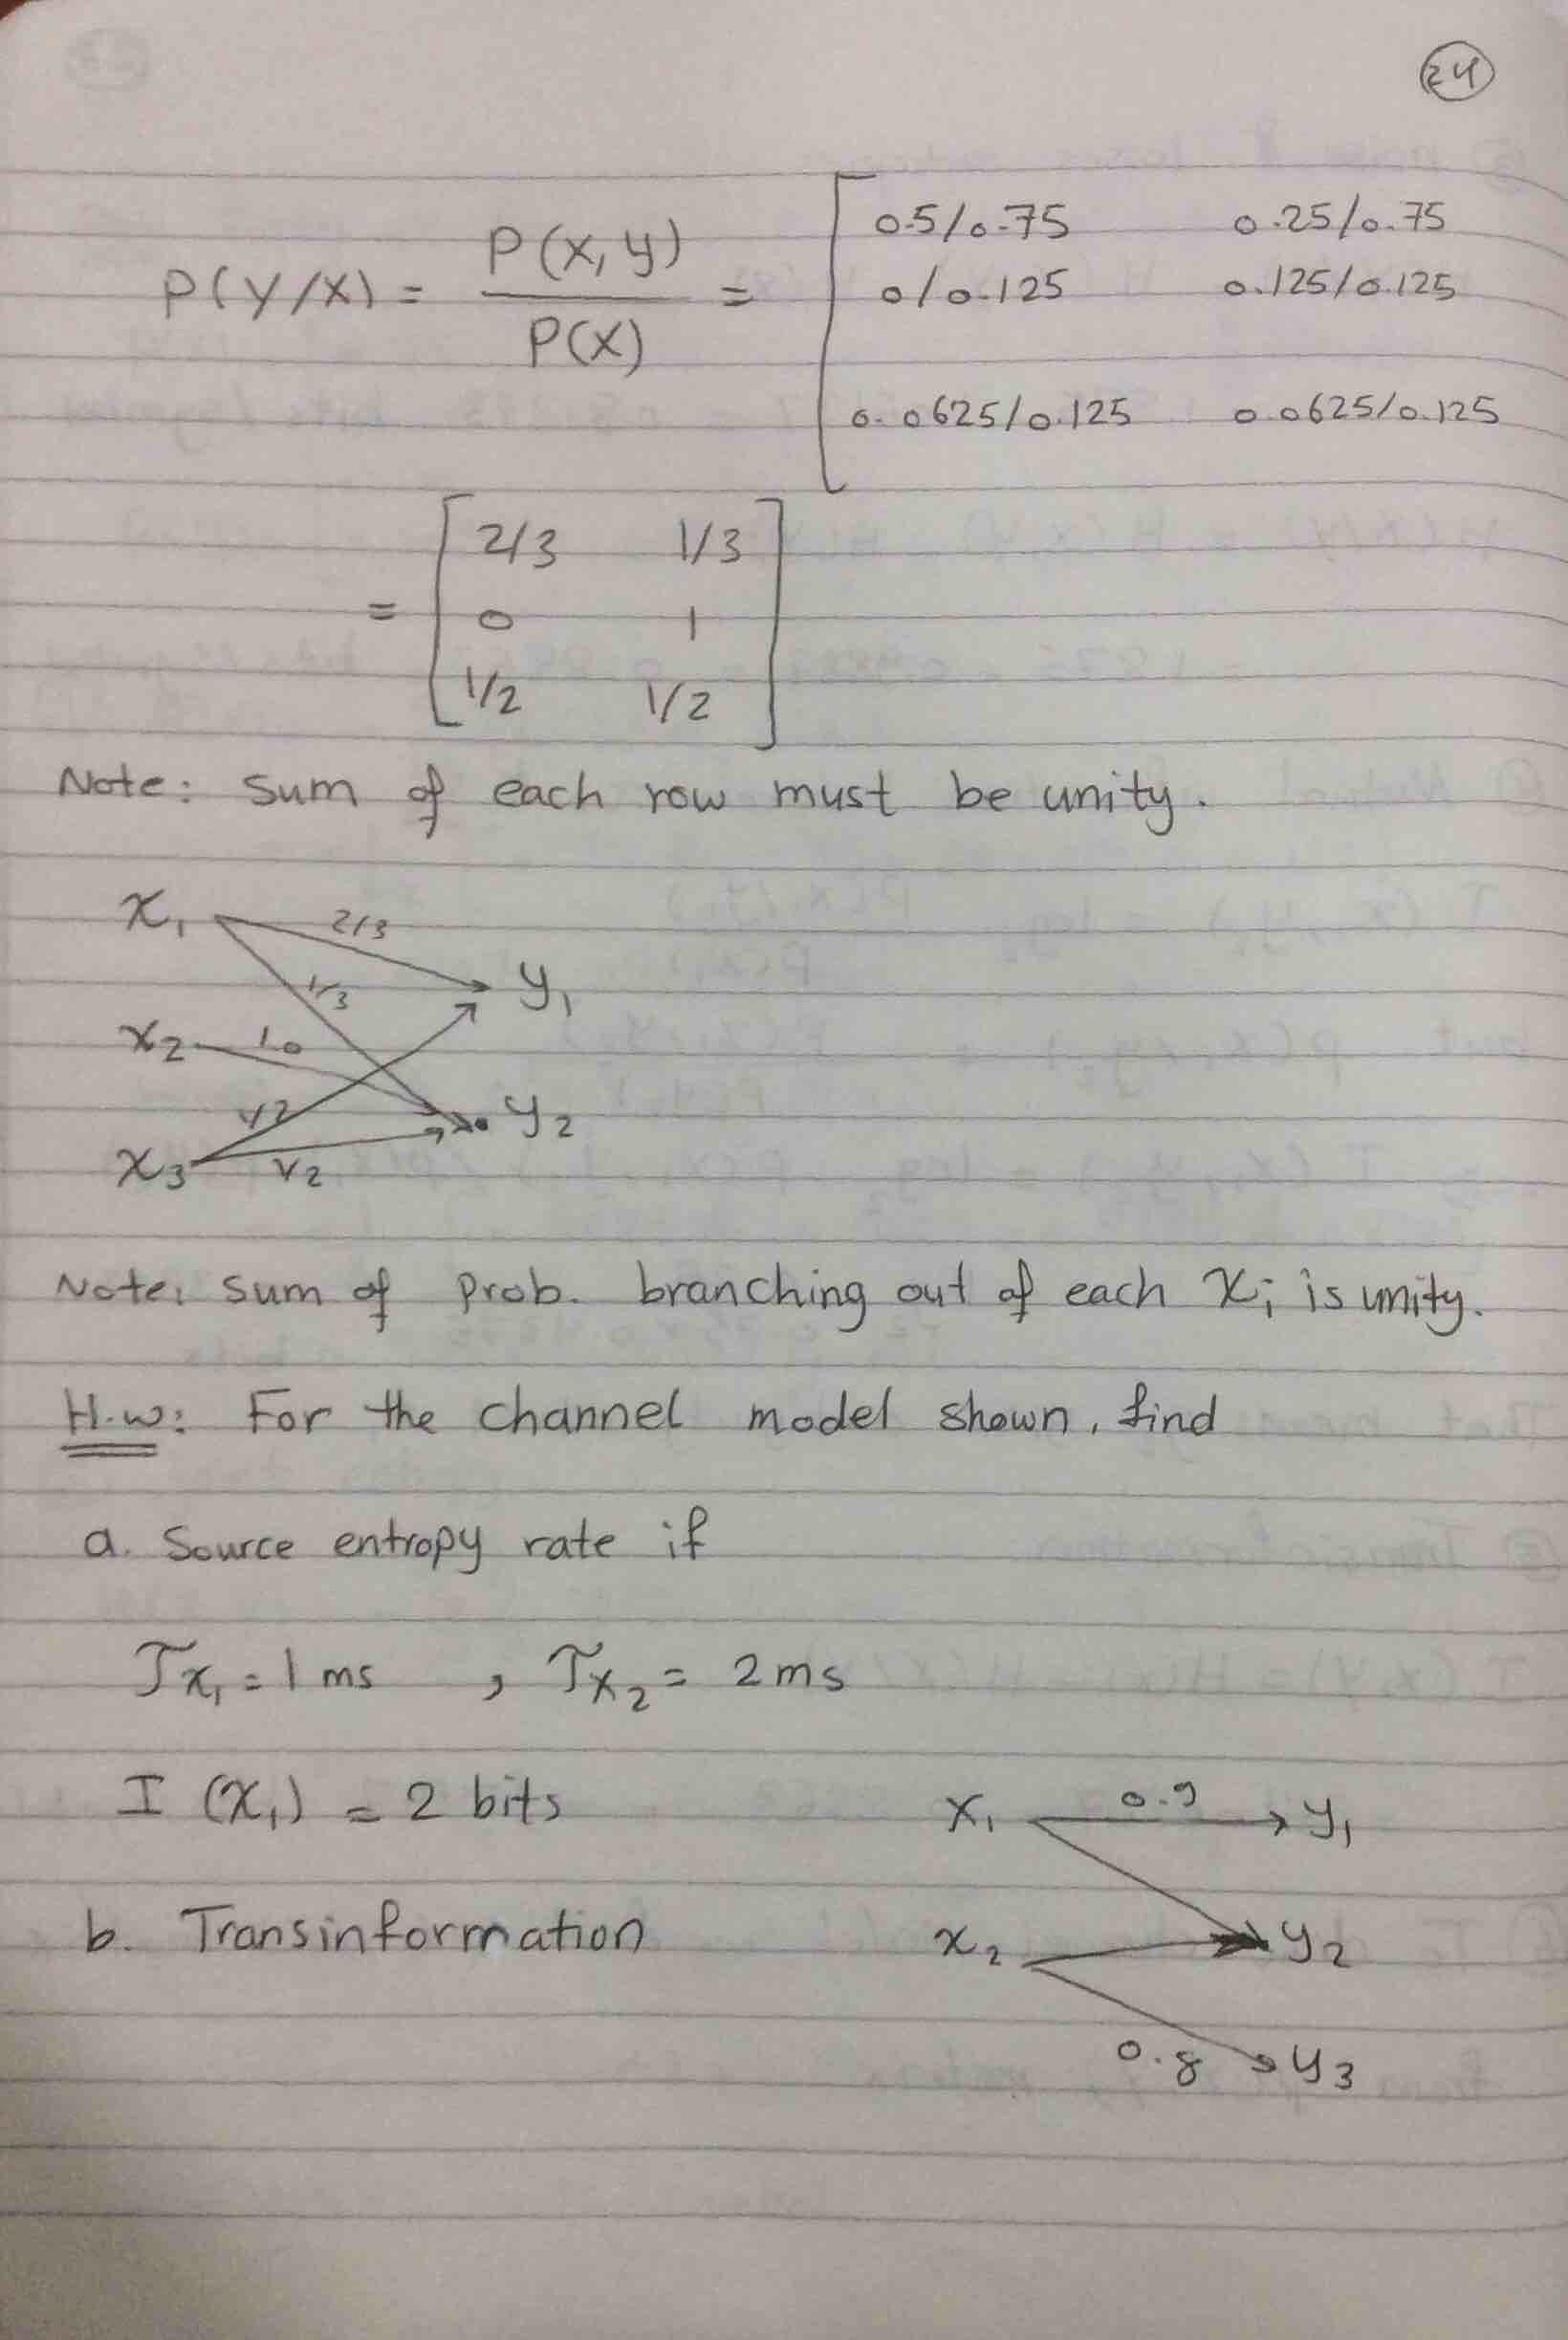 24
P(Y/X) = P(X,Y) / P(X) = [ 0.5/0.75 0.25/0.75
0/0.125 0.125/0.125
0.0625/0.125 0.0625/0.125
= [ 2/3 1/3 ]
0 1
1/2 1/2
Note: Sum of each row must be unity.
x₁ 2/3
1/3 y₁
x₂ 1.0
1/2 y₂
x₃ 1/2
Note: Sum of prob. branching out of each xᵢ is unity.
H.W: For the channel model shown, find
a. Source entropy rate if
τx₁ = 1 ms , τx₂ = 2 ms
I (x₁) = 2 bits
x₁ 0.9 y₁
b. Transinformation
x₂ y₂
0.8 y₃